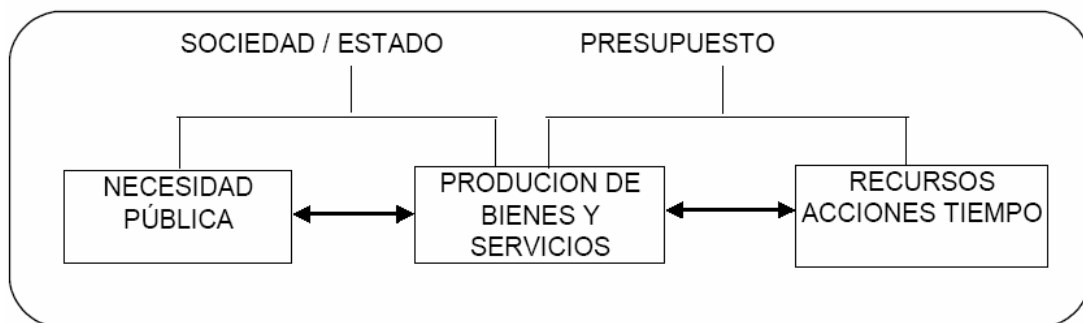 SOCIEDAD / ESTADO
PRESUPUESTO
NECESIDAD
PÚBLICA
PRODUCION DE
BIENES Y
SERVICIOS
RECURSOS
ACCIONES TIEMPO